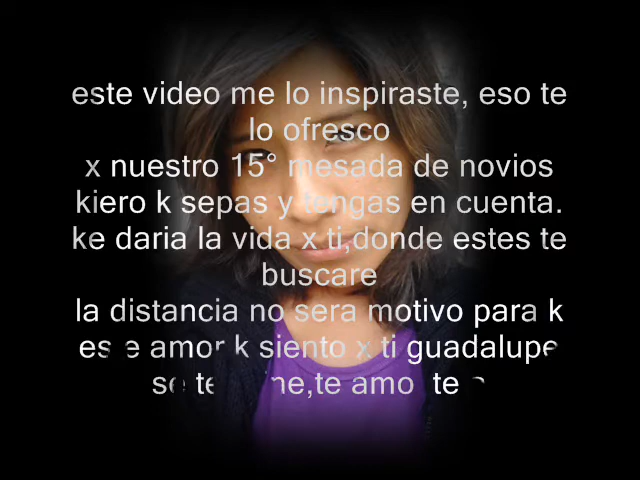 este video me lo inspiraste, eso te
lo ofresco
x nuestro 15° mesada de novios
kiero k sepas y tengas en cuenta.
ke daria la vida x ti,donde estes te
buscare
la distancia no sera motivo para k
este amor k siento x ti guadalupe
se te amo te